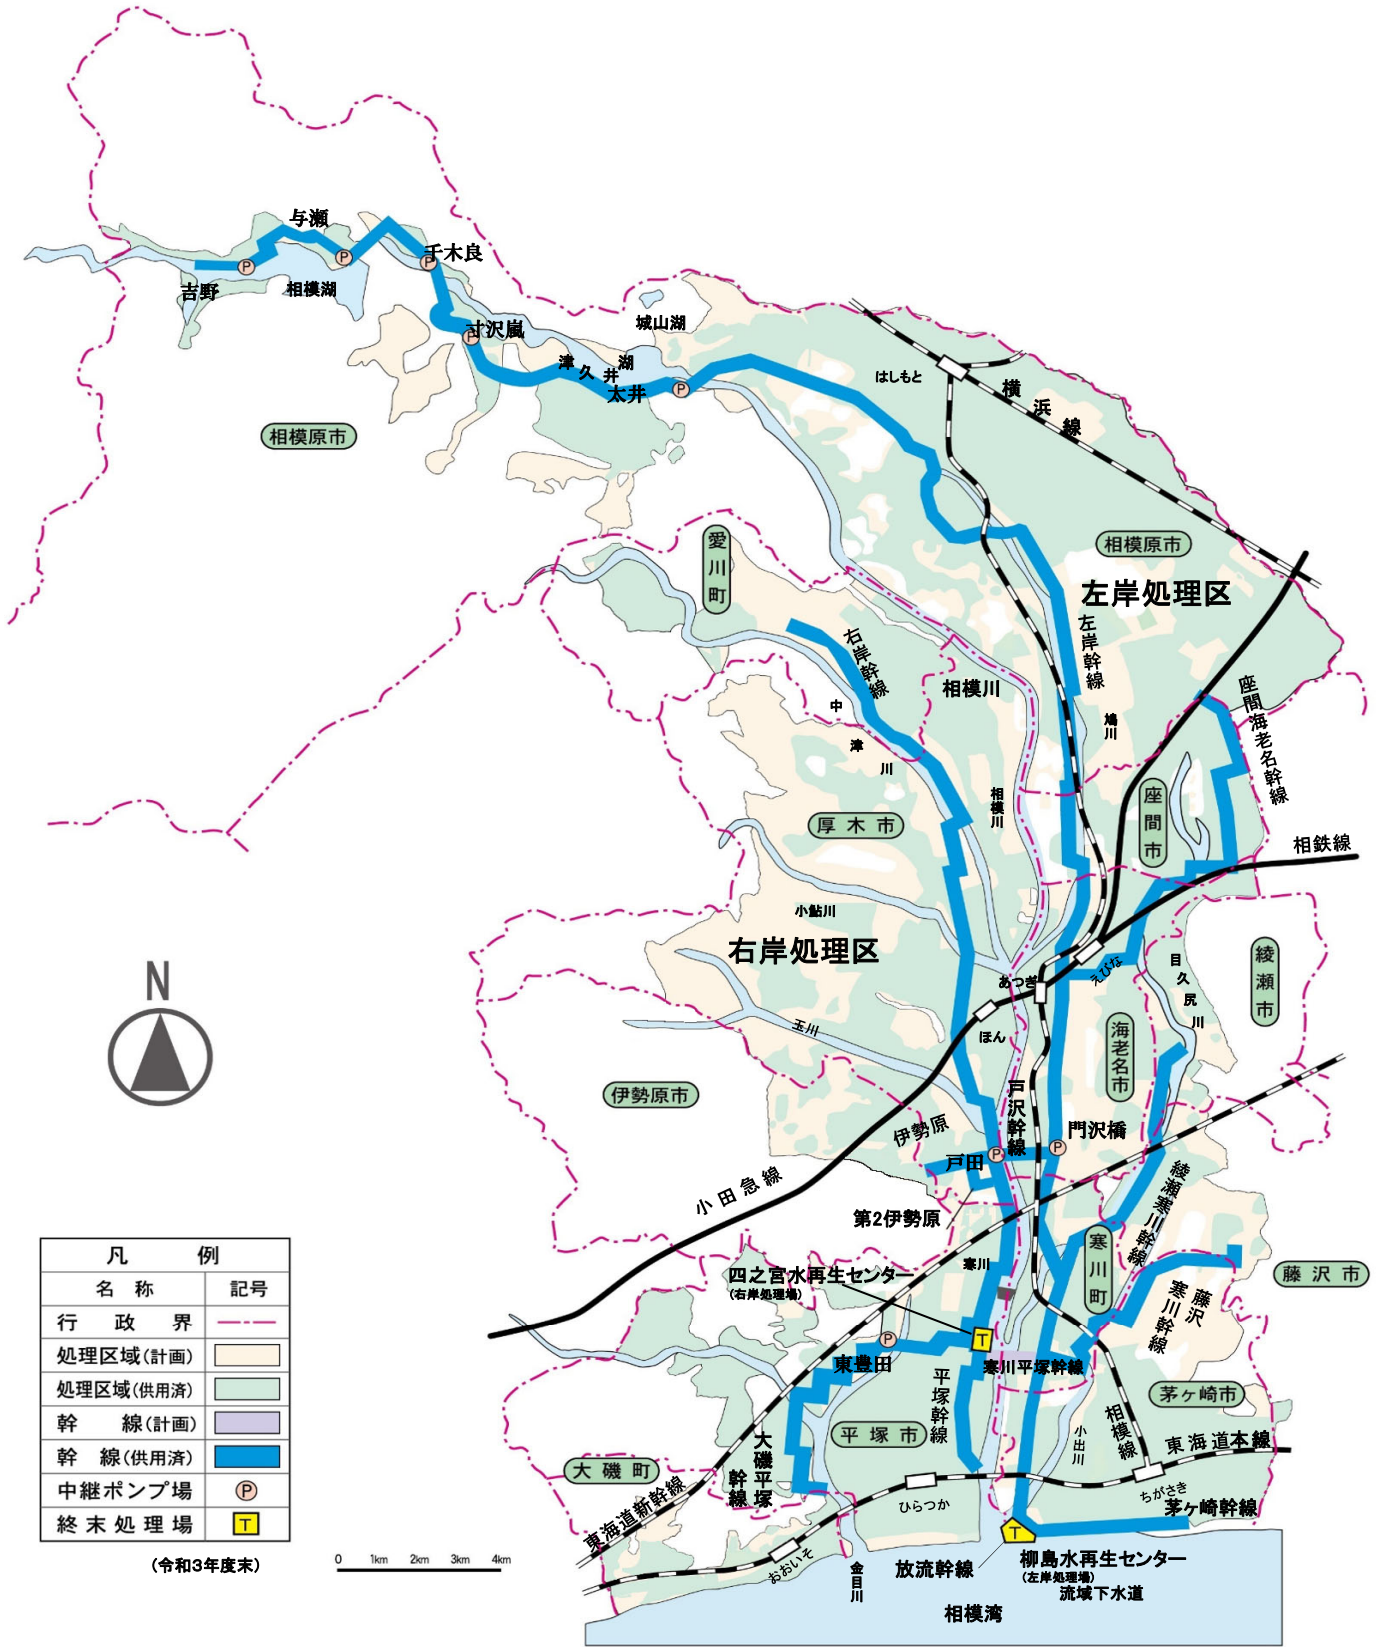 与瀬
千木良
吉野
相模湖
寸沢嵐
城山湖
津久井湖
太井
はしもと
横浜線
相模原市
愛川町
相模原市
左岸処理区
右岸幹線
左岸幹線
相模川
座間海老名幹線
中津川
鳩川
相模川
座間市
厚木市
相鉄線
小鮎川
右岸処理区
綾瀬市
えびな
目久尻川
あつぎ
N
玉川
ほん
海老名市
伊勢原市
戸沢幹線
伊勢原
門沢橋
戸田
小田急線
綾瀬寒川幹線
第2伊勢原
寒川町
寒川
四之宮水再生センター
(右岸処理場)
藤沢市
藤沢
寒川幹線
東豊田
寒川平塚幹線
平塚幹線
茅ヶ崎市
相模線
平塚市
小出川
東海道本線
大磯平塚
幹線
大磯町
ちがさき
茅ヶ崎幹線
ひらつか
東海道新幹線
おおいそ
金目川
放流幹線
柳島水再生センター
(左岸処理場)
流域下水道
相模湾
凡 例
名 称 記号
行 政 界
処理区域(計画)
処理区域(供用済)
幹 線(計画)
幹 線(供用済)
中継ポンプ場 P
終末処理場 T
(令和3年度末)
0 1km 2km 3km 4km